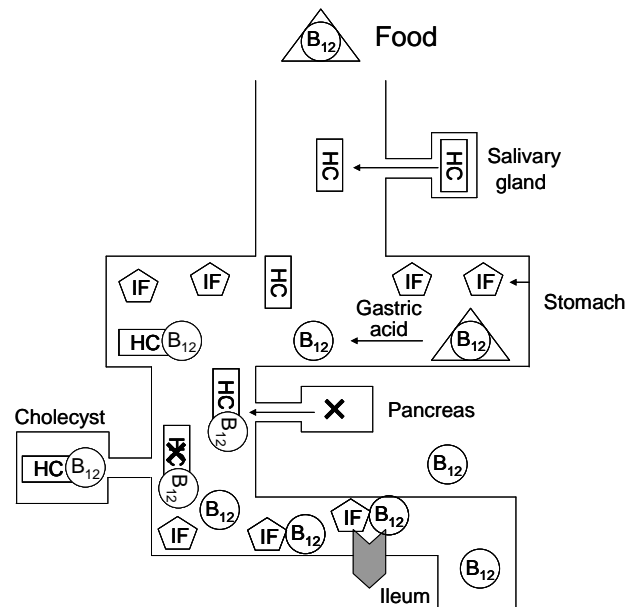 B12
Food
HC
HC
Salivary
gland
IF
IF
HC
IF
IF
Stomach
Gastric
acid
HC
B12
B12
B12
HC
B12
Pancreas
Cholecyst
HC
B12
HC
B12
B12
B12
IF
IF
B12
IF
B12
B12
Ileum